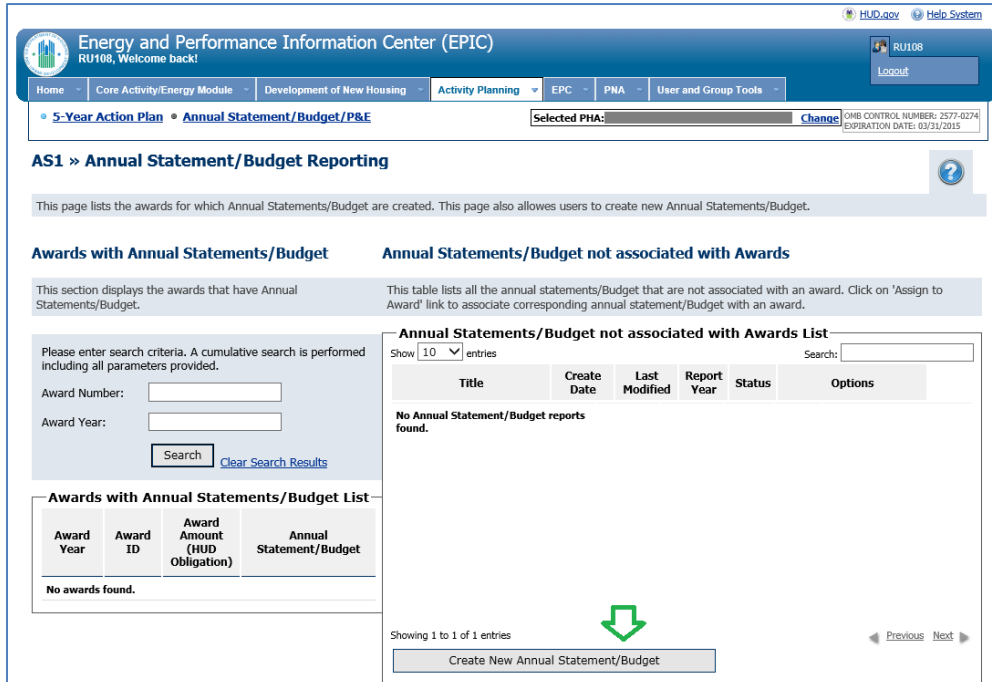 HUD.gov Help System
Energy and Performance Information Center (EPIC)
RU108, Welcome back!
RU108
Logout
Home Core Activity/Energy Module Development of New Housing Activity Planning EPC PNA User and Group Tools
5-Year Action Plan Annual Statement/Budget/P&E
Selected PHA: Change
OMB CONTROL NUMBER: 2577-0274
EXPIRATION DATE: 03/31/2015
AS1 » Annual Statement/Budget Reporting
This page lists the awards for which Annual Statements/Budget are created. This page also allowes users to create new Annual Statements/Budget.
Awards with Annual Statements/Budget
This section displays the awards that have Annual
Statements/Budget.
Please enter search criteria. A cumulative search is performed
including all parameters provided.
Award Number:
Award Year:
Search Clear Search Results
Awards with Annual Statements/Budget List
Award
Year
Award
ID
Award
Amount
(HUD
Obligation)
Annual
Statement/Budget
No awards found.
Annual Statements/Budget not associated with Awards
This table lists all the annual statements/Budget that are not associated with an award. Click on 'Assign to
Award' link to associate corresponding annual statement/Budget with an award.
Annual Statements/Budget not associated with Awards List
Show 10 entries
Search:
Title
Create
Date
Last
Modified
Report
Year
Status
Options
No Annual Statement/Budget reports
found.
Showing 1 to 1 of 1 entries
Previous Next
Create New Annual Statement/Budget